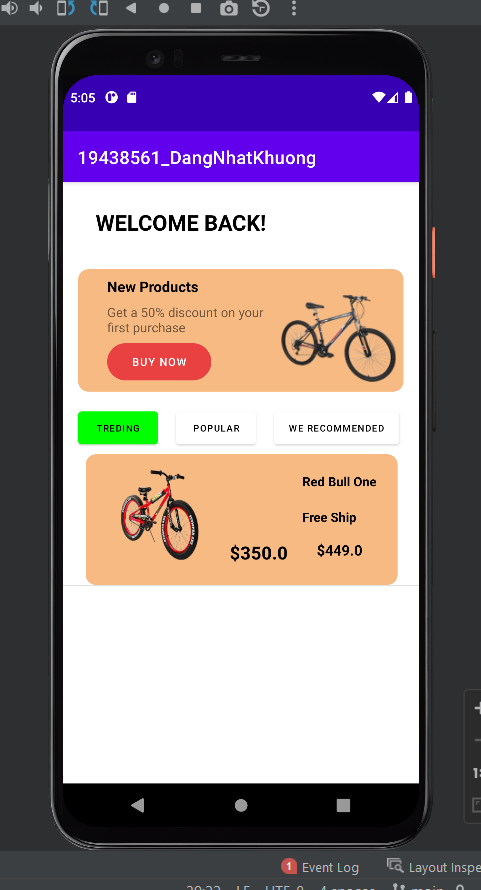 5:05
19438561_DangNhatKhuong
WELCOME BACK!
New Products
Get a 50% discount on your
first purchase
BUY NOW
TREDING
POPULAR
WE RECOMMENDED
Red Bull One
Free Ship
$350.0
$449.0
1
Event Log
Layout Inspe